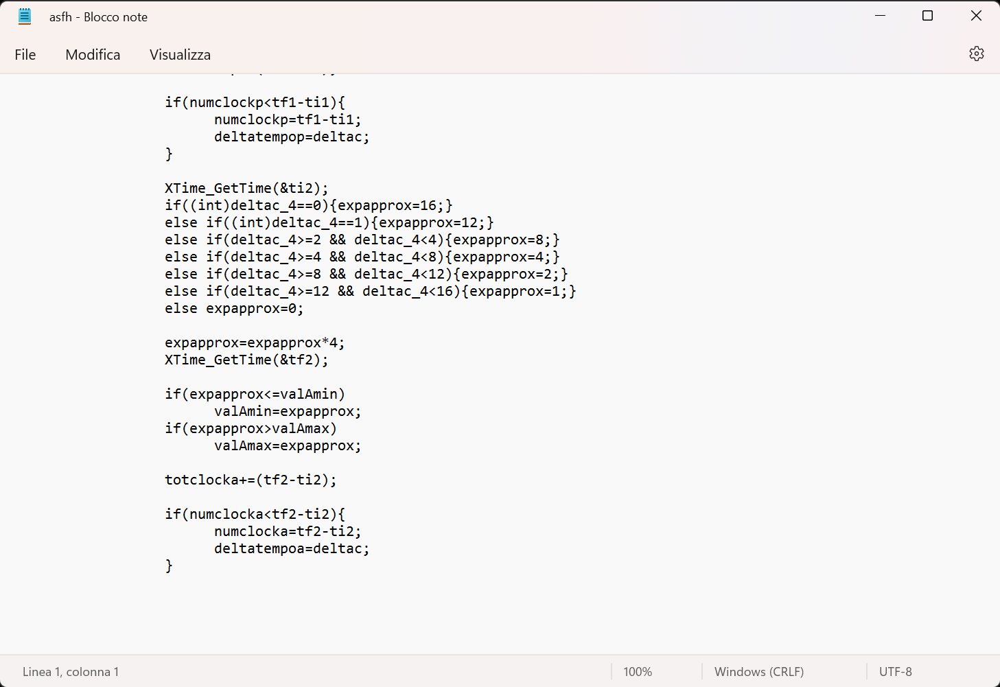 asfh - Blocco note
File Modifica Visualizza
if(numclockp<tf1-ti1){
numclockp=tf1-ti1;
deltatempop=deltac;
}
XTime_GetTime(&ti2);
if((int)deltac_4==0){expapprox=16;}
else if((int)deltac_4==1){expapprox=12;}
else if(deltac_4>=2 && deltac_4<4){expapprox=8;}
else if(deltac_4>=4 && deltac_4<8){expapprox=4;}
else if(deltac_4>=8 && deltac_4<12){expapprox=2;}
else if(deltac_4>=12 && deltac_4<16){expapprox=1;}
else expapprox=0;
expapprox=expapprox*4;
XTime_GetTime(&tf2);
if(expapprox<=valAmin)
valAmin=expapprox;
if(expapprox>valAmax)
valAmax=expapprox;
totclocka+=(tf2-ti2);
if(numclocka<tf2-ti2){
numclocka=tf2-ti2;
deltatempoa=deltac;
}
Linea 1, colonna 1 100% Windows (CRLF) UTF-8